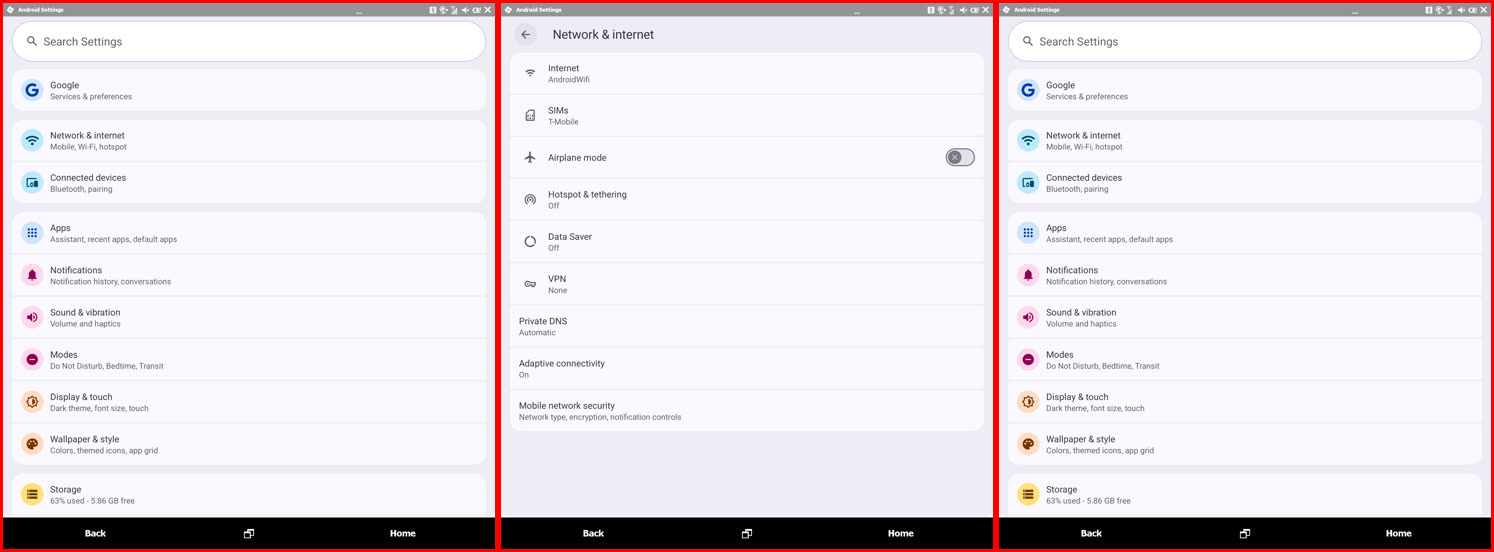 Android Settings
...
Search Settings
Google
Services & preferences
Network & internet
Mobile, Wi-Fi, hotspot
Connected devices
Bluetooth, pairing
Apps
Assistant, recent apps, default apps
Notifications
Notification history, conversations
Sound & vibration
Volume and haptics
Modes
Do Not Disturb, Bedtime, Transit
Display & touch
Dark theme, font size, touch
Wallpaper & style
Colors, themed icons, app grid
Storage
63% used - 5.86 GB free
Back
Home
Android Settings
...
Network & internet
Internet
AndroidWifi
SIMs
T-Mobile
Airplane mode
Hotspot & tethering
Off
Data Saver
Off
VPN
None
Private DNS
Automatic
Adaptive connectivity
On
Mobile network security
Network type, encryption, notification controls
Back
Home
Android Settings
...
Search Settings
Google
Services & preferences
Network & internet
Mobile, Wi-Fi, hotspot
Connected devices
Bluetooth, pairing
Apps
Assistant, recent apps, default apps
Notifications
Notification history, conversations
Sound & vibration
Volume and haptics
Modes
Do Not Disturb, Bedtime, Transit
Display & touch
Dark theme, font size, touch
Wallpaper & style
Colors, themed icons, app grid
Storage
63% used - 5.86 GB free
Back
Home